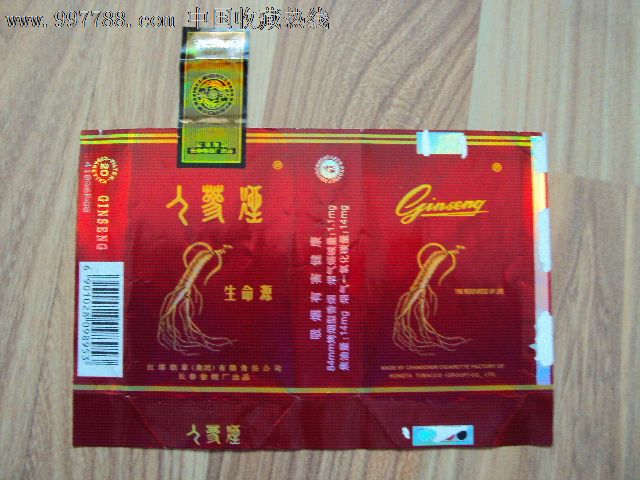 www.997788.com 中国收藏热线
人参烟
生命源
红塔烟草(集团)有限责任公司
长春卷烟厂出品
人参烟
GINSENG
20
吸烟有害健康
84mm烤烟型香烟 烟气烟碱量:1.1mg
焦油量:14mg 烟气一氧化碳量:14mg
Ginseng
THE RESOURCES OF LIFE
MADE BY CHANGCHUN CIGARETTE FACTORY OF
HONGTA TOBACCO (GROUP) CO., LTD.